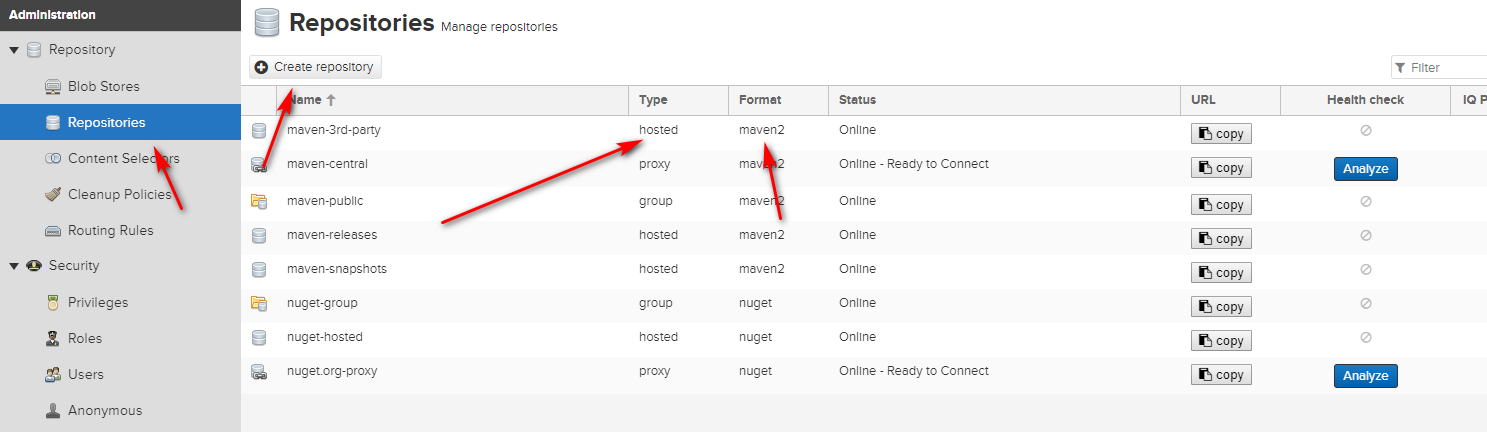 Administration
Repository
Blob Stores
Repositories
Content Selectors
Cleanup Policies
Routing Rules
Security
Privileges
Roles
Users
Anonymous
Repositories Manage repositories
Create repository
Filter
Name Type Format Status URL Health check IQ P
maven-3rd-party hosted maven2 Online copy
maven-central proxy maven2 Online - Ready to Connect copy Analyze
maven-public group maven2 Online copy
maven-releases hosted maven2 Online copy
maven-snapshots hosted maven2 Online copy
nuget-group group nuget Online copy
nuget-hosted hosted nuget Online copy
nuget.org-proxy proxy nuget Online - Ready to Connect copy Analyze